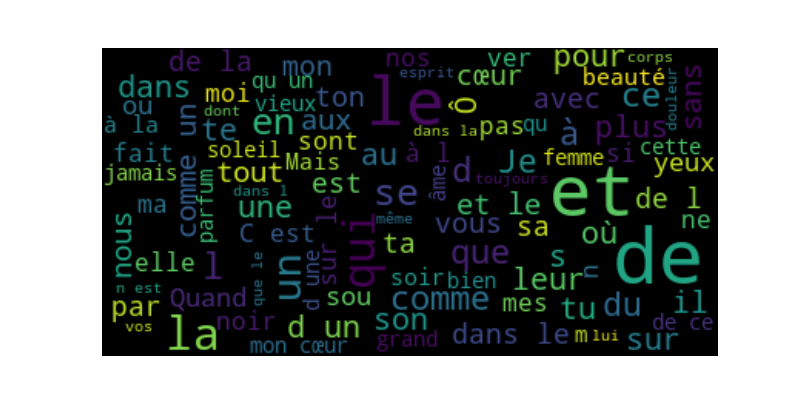 de la
mon
nos
ver
pour
corps
esprit
cœur
beauté
douleur
sans
dans
qu un
moi
vieux
ton
le
ô
avec
ce
ou
dont
à la
un
te
en
aux
dans la
pas
qu
à
plus
fait
soleil
sont
Mais
au
à l
Je
femme
si
cette
yeux
jamais
comme
parfum
tout
est
d
toujours
âme
se
et
de l
ma
dans l
une
sur le
même
et le
nous
C est
qui
ta
vous
sa
où
ne
elle
l
que le
un
d une
que
s
n
de
n est
soir
bien
leur
par
Quand
sou
comme
mes
tu
du
il
vos
la
noir
d un
son
mon cœur
grand
dans le
m
lui
sur
de ce